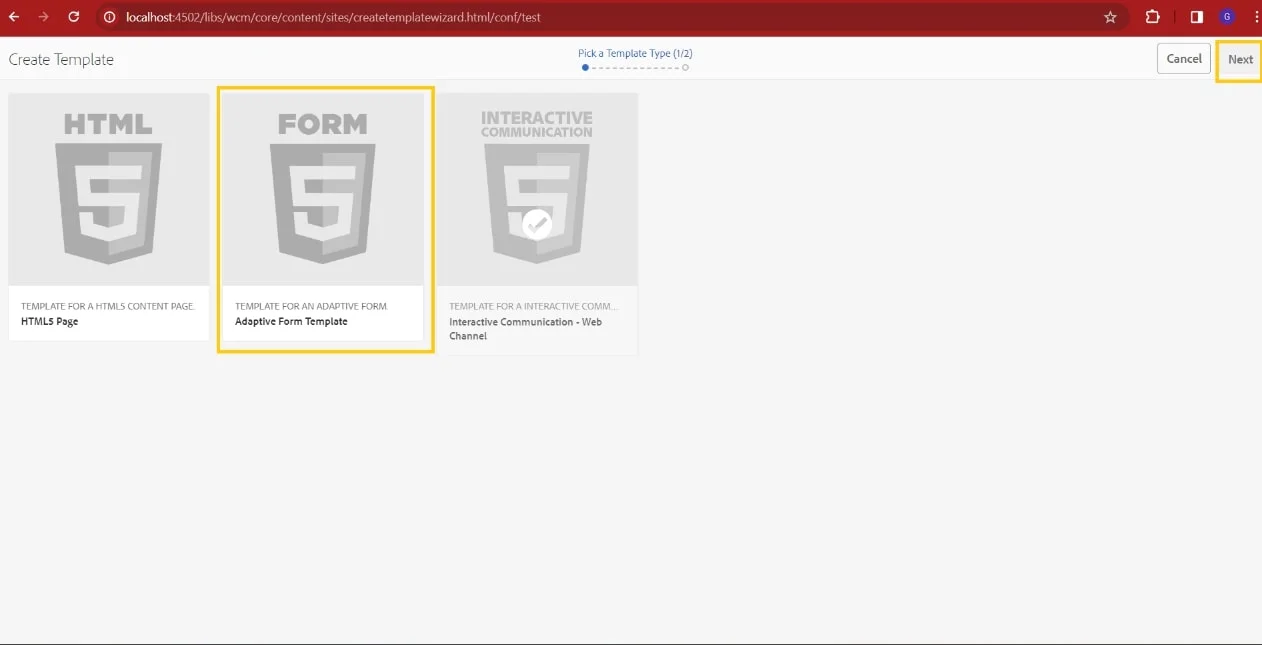 localhost:4502/libs/wcm/core/content/sites/createtemplatewizard.html/conf/test
G
Create Template
Pick a Template Type (1/2)
Cancel
Next
HTML
5
TEMPLATE FOR A HTML5 CONTENT PAGE.
HTML5 Page
FORM
5
TEMPLATE FOR AN ADAPTIVE FORM
Adaptive Form Template
INTERACTIVE
COMMUNICATION
5
TEMPLATE FOR A INTERACTIVE COMM...
Interactive Communication - Web
Channel